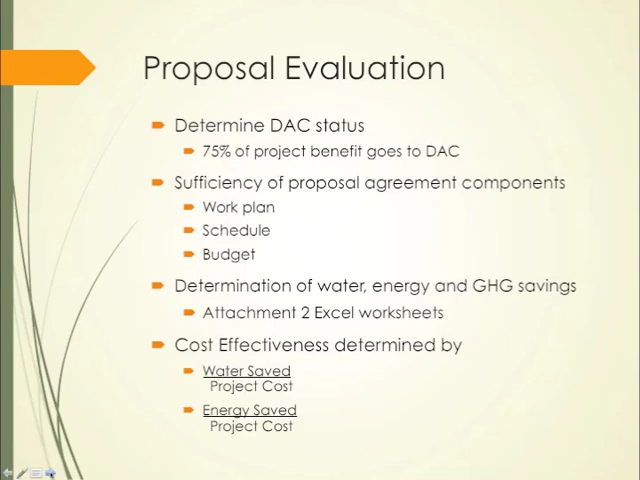 Proposal Evaluation
Determine DAC status
75% of project benefit goes to DAC
Sufficiency of proposal agreement components
Work plan
Schedule
Budget
Determination of water, energy and GHG savings
Attachment 2 Excel worksheets
Cost Effectiveness determined by
Water Saved
Project Cost
Energy Saved
Project Cost